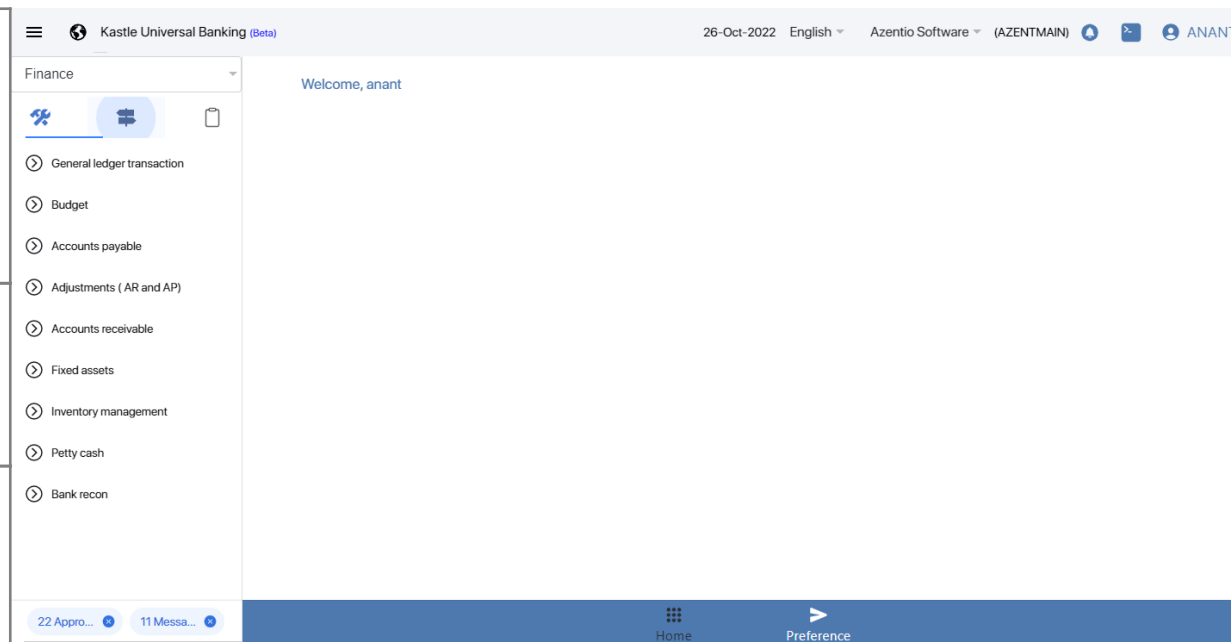 Kastle Universal Banking (Beta)
26-Oct-2022 English Azentio Software (AZENTMAIN) ANANT
Finance
Welcome, anant
General ledger transaction
Budget
Accounts payable
Adjustments ( AR and AP)
Accounts receivable
Fixed assets
Inventory management
Petty cash
Bank recon
22 Appro... 11 Messa...
Home Preference